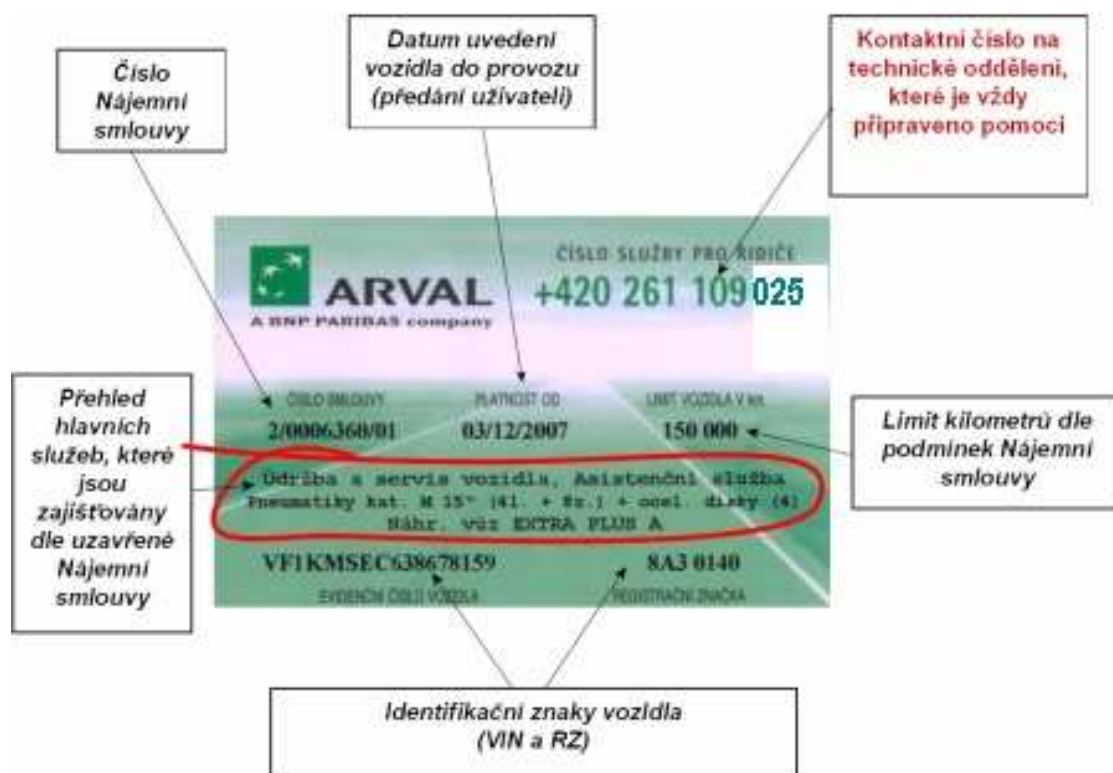 Číslo
Nájemní
smlouvy
Datum uvedení
vozidla do provozu
(předání uživateli)
Kontaktní číslo na
technické oddělení,
které je vždy
připraveno pomoci
ČÍSLO SLUŽBY PRO ŘIDIČE
ARVAL
+420 261 109 025
A BNP PARIBAS company
Přehled
hlavních
služeb, které
jsou
zajišťovány
dle uzavřené
Nájemní
smlouvy
ČÍSLO SMLOUVY PLATNOST OD LIMIT VOZIDLA V km
2/0006360/01 03/12/2007 150 000
Limit kilometrů dle
podmínek Nájemní
smlouvy
Údržba a servis vozidla, Asistenční služba
Pneumatiky kat. M 15" (4l. + 8z.) + ocel. disky (4)
Náhr. vůz EXTRA PLUS A
VF1KMSEC638678159 8A3 0140
EVIDENČNÍ ČÍSLO VOZIDLA REGISTRAČNÍ ZNAČKA
Identifikační znaky vozidla
(VIN a RZ)